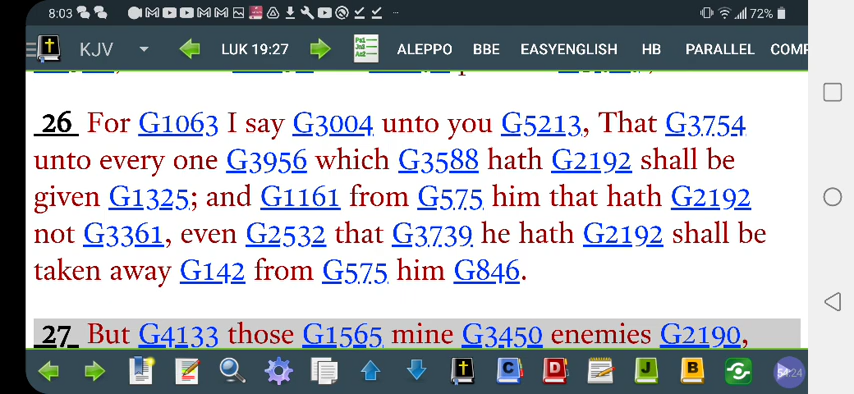 8:03 72%
KJV LUK 19:27 ALEPPO BBE EASYENGLISH HB PARALLEL COMP
26 For G1063 I say G3004 unto you G5213, That G3754
unto every one G3956 which G3588 hath G2192 shall be
given G1325; and G1161 from G575 him that hath G2192
not G3361, even G2532 that G3739 he hath G2192 shall be
taken away G142 from G575 him G846.
27 But G4133 those G1565 mine G3450 enemies G2190,
C D J B 54:24